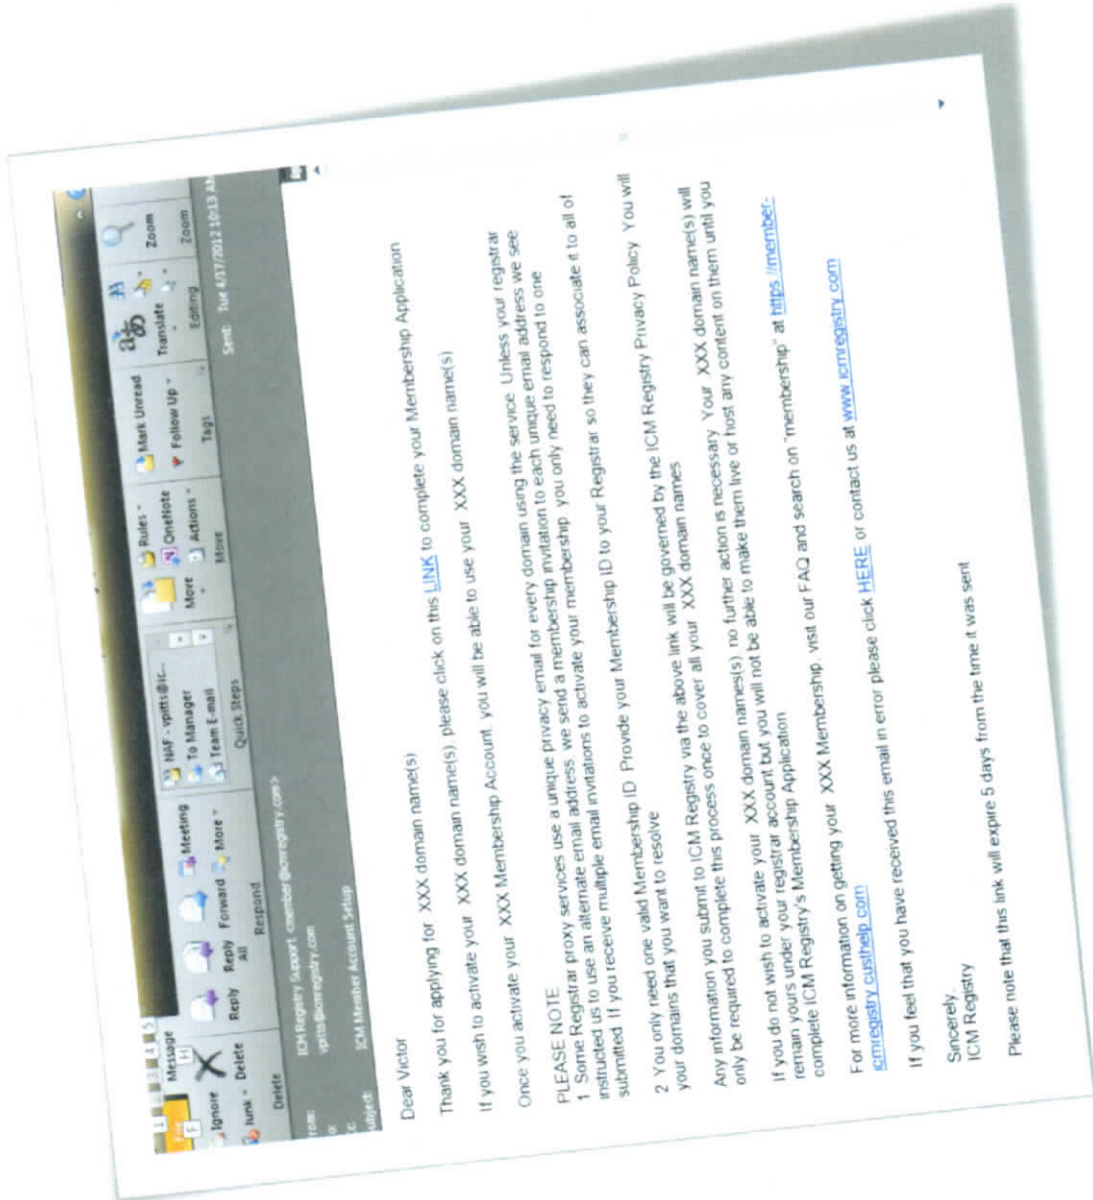 1 2 3 4 5
File
F
Message
H
Ignore
Junk
Delete
Delete
Reply
Reply All
Forward
Meeting
More
Respond
NAF - vpitts@ic...
To Manager
Team E-mail
Quick Steps
Move
Rules
OneNote
Actions
Move
Mark Unread
Follow Up
Tags
aあ
Translate
Editing
Zoom
Zoom
rom: ICM Registry Support <member@icmregistry.com>
o: vpitts@icmregistry.com
c:
ubject: ICM Member Account Setup
Sent: Tue 4/17/2012 10:13 AM
Dear Victor
Thank you for applying for .XXX domain name(s)
If you wish to activate your .XXX domain name(s), please click on this LINK to complete your Membership Application
Once you activate your .XXX Membership Account, you will be able to use your .XXX domain name(s)
PLEASE NOTE
1 Some Registrar proxy services use a unique privacy email for every domain using the service. Unless your registrar
instructed us to use an alternate email address, we send a membership invitation to each unique email address we see
submitted. If you receive multiple email invitations to activate your membership, you only need to respond to one
2 You only need one valid Membership ID. Provide your Membership ID to your Registrar so they can associate it to all of
your domains that you want to resolve
Any information you submit to ICM Registry via the above link will be governed by the ICM Registry Privacy Policy. You will
only be required to complete this process once to cover all your .XXX domain names
If you do not wish to activate your .XXX domain names(s), no further action is necessary. Your .XXX domain name(s) will
remain yours under your registrar account but you will not be able to make them live or host any content on them until you
complete ICM Registry's Membership Application
For more information on getting your .XXX Membership, visit our FAQ and search on "membership" at https://member-
icmregistry.custhelp.com
If you feel that you have received this email in error please click HERE or contact us at www.icmregistry.com
Sincerely,
ICM Registry
Please note that this link will expire 5 days from the time it was sent